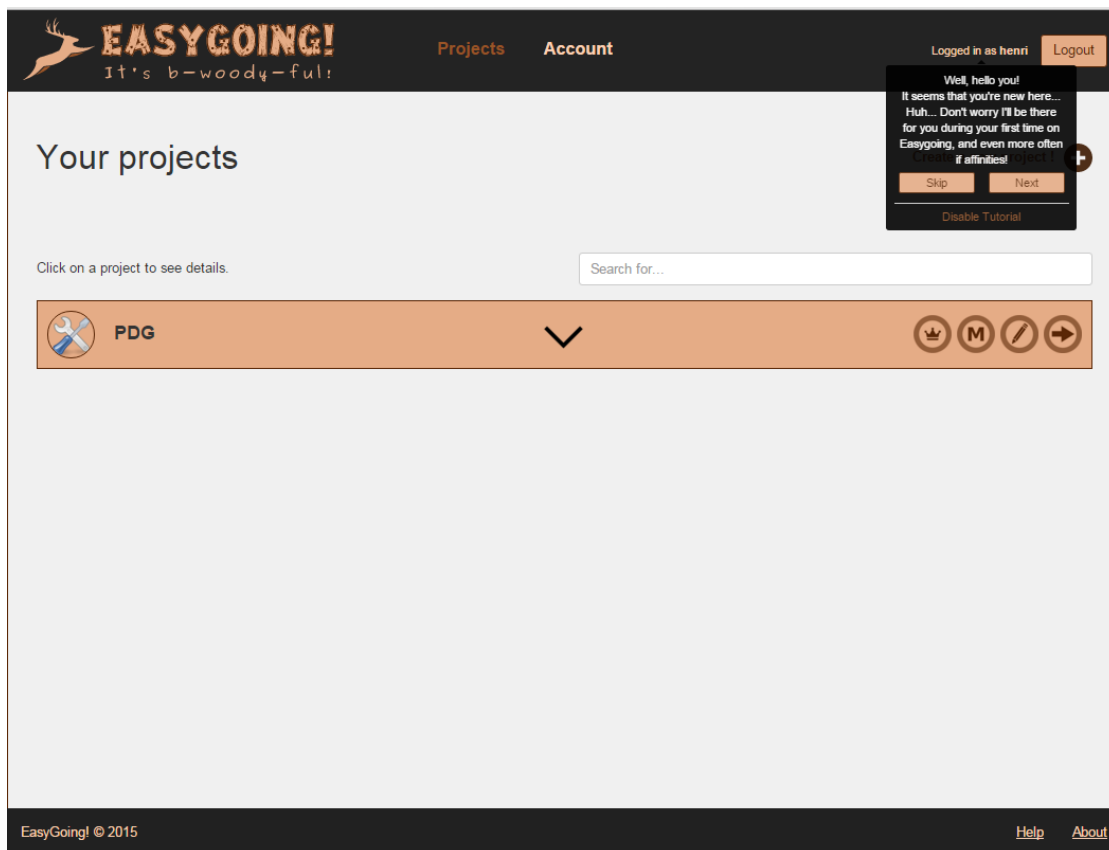 EASYGOING!
It's b-woody-ful!
Projects
Account
Logged in as henri
Logout
Well, hello you!
It seems that you're new here...
Huh... Don't worry I'll be there
for you during your first time on
Easygoing, and even more often
if affinities!
Skip
Next
Disable Tutorial
Your projects
Click on a project to see details.
Search for...
PDG
M
EasyGoing! © 2015
Help
About